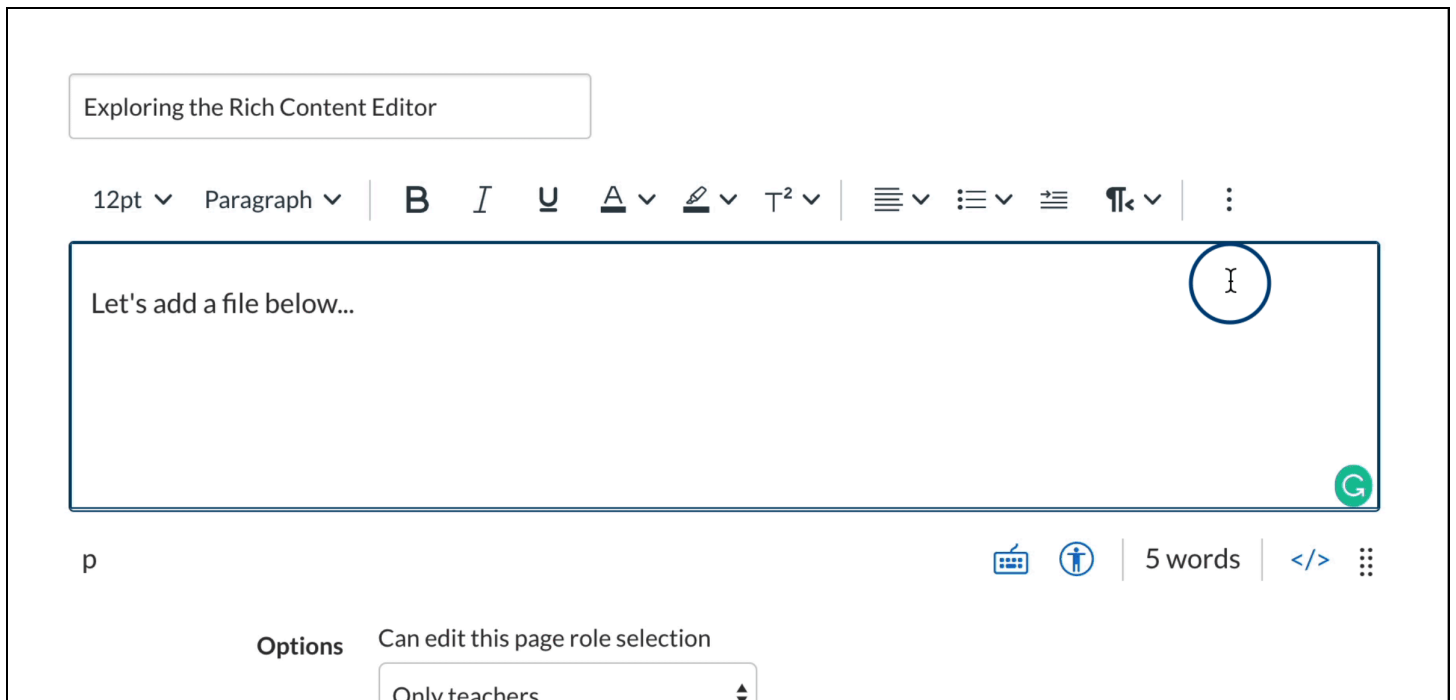 Exploring the Rich Content Editor
12pt Paragraph B I U A T²
Let's add a file below...
G
p 5 words </>
Options Can edit this page role selection
Only teachers